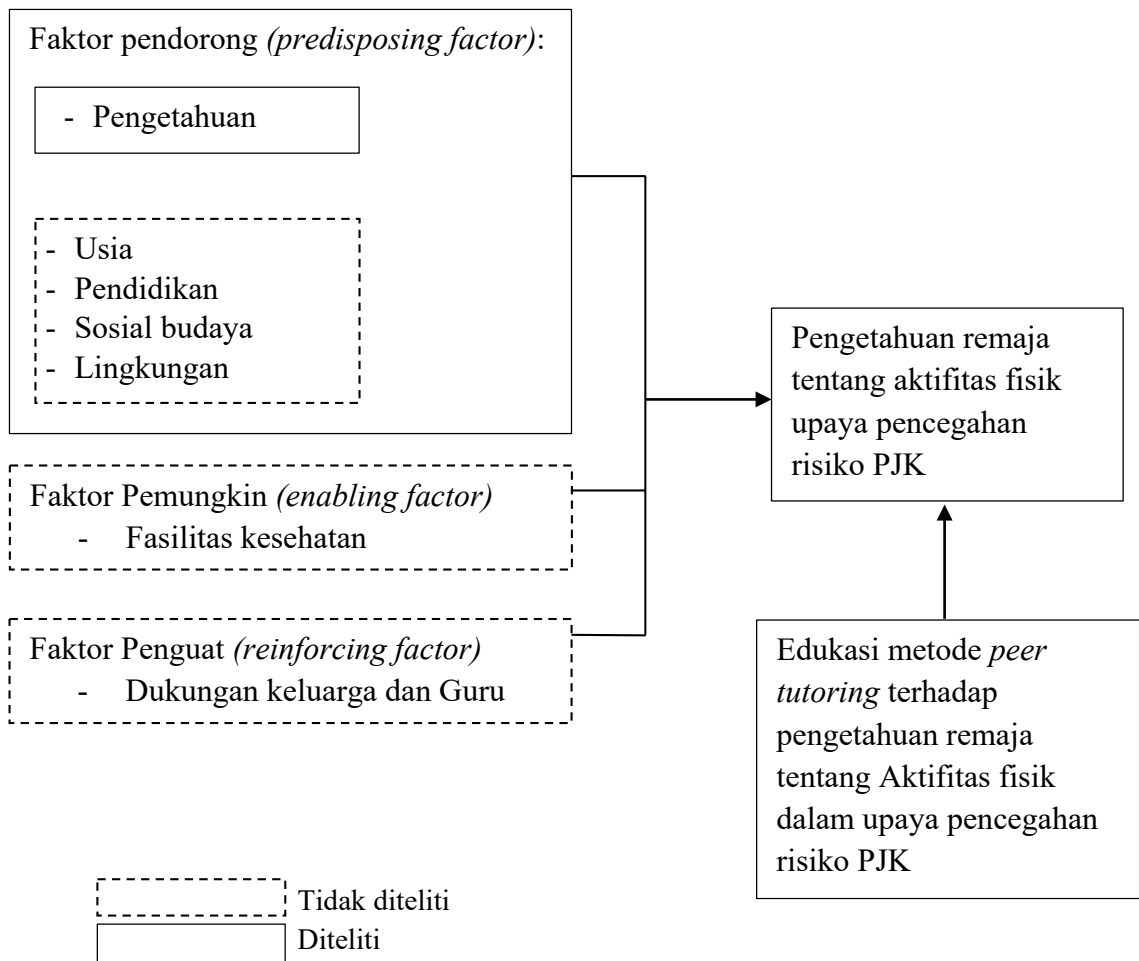 Faktor pendorong (predisposing factor):
- Pengetahuan
- Usia
- Pendidikan
- Sosial budaya
- Lingkungan
Faktor Pemungkin (enabling factor)
- Fasilitas kesehatan
Faktor Penguat (reinforcing factor)
- Dukungan keluarga dan Guru
Pengetahuan remaja
tentang aktifitas fisik
upaya pencegahan
risiko PJK
Edukasi metode peer
tutoring terhadap
pengetahuan remaja
tentang Aktifitas fisik
dalam upaya pencegahan
risiko PJK
Tidak diteliti
Diteliti